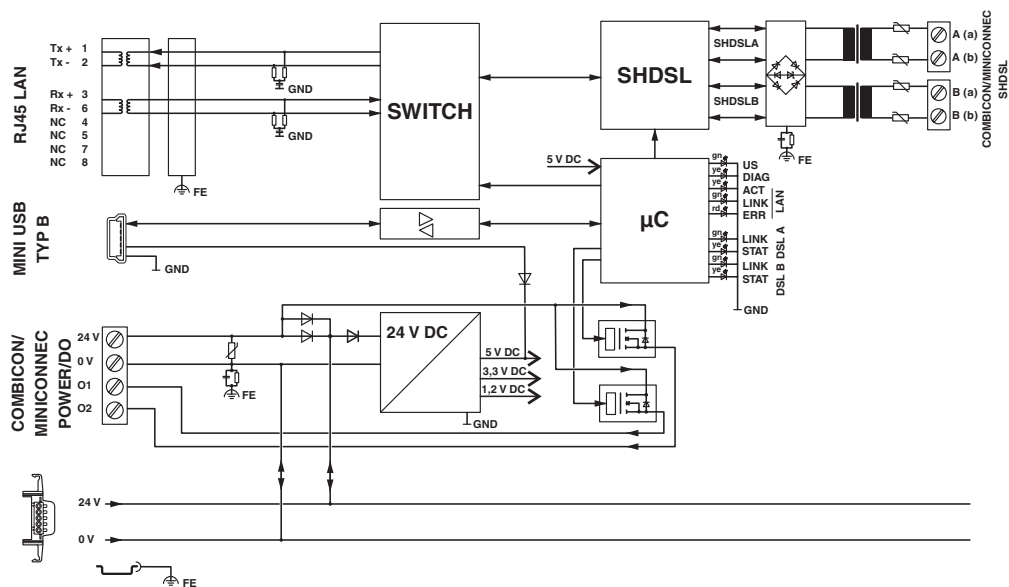 RJ45 LAN
Tx + 1
Tx - 2
Rx + 3
Rx - 6
NC 4
NC 5
NC 7
NC 8
FE
GND
GND
SWITCH
SHDSL
SHDSLA
SHDSLB
FE
A (a)
A (b)
B (a)
B (b)
COMBICON/MINICONNEC
SHDSL
5 V DC
µC
gn US
ye DIAG
ye ACT
gn LINK
rd ERR
LAN
gn LINK
ye STAT
DSL A
gn LINK
ye STAT
DSL B
GND
MINI USB
TYP B
GND
COMBICON/
MINICONNEC
POWER/DO
24 V
0 V
O1
O2
FE
24 V DC
5 V DC
3,3 V DC
1,2 V DC
GND
24 V
0 V
FE